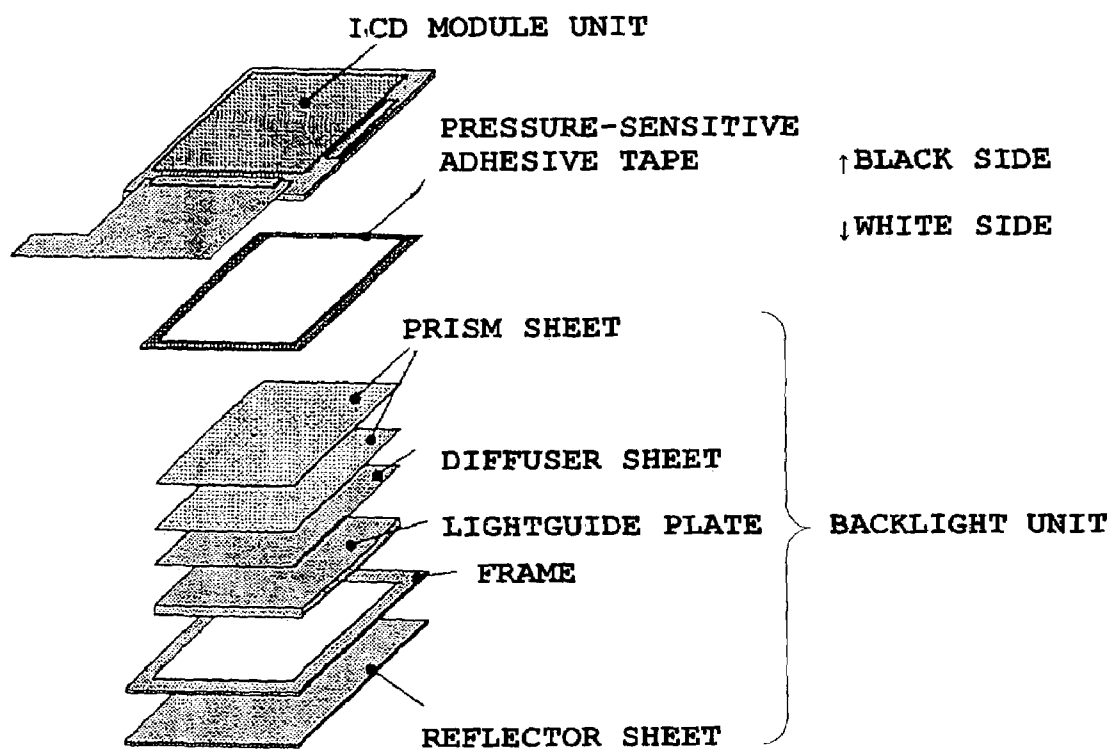 LCD MODULE UNIT
PRESSURE-SENSITIVE
ADHESIVE TAPE
↑BLACK SIDE
↓WHITE SIDE
PRISM SHEET
DIFFUSER SHEET
LIGHTGUIDE PLATE
BACKLIGHT UNIT
FRAME
REFLECTOR SHEET